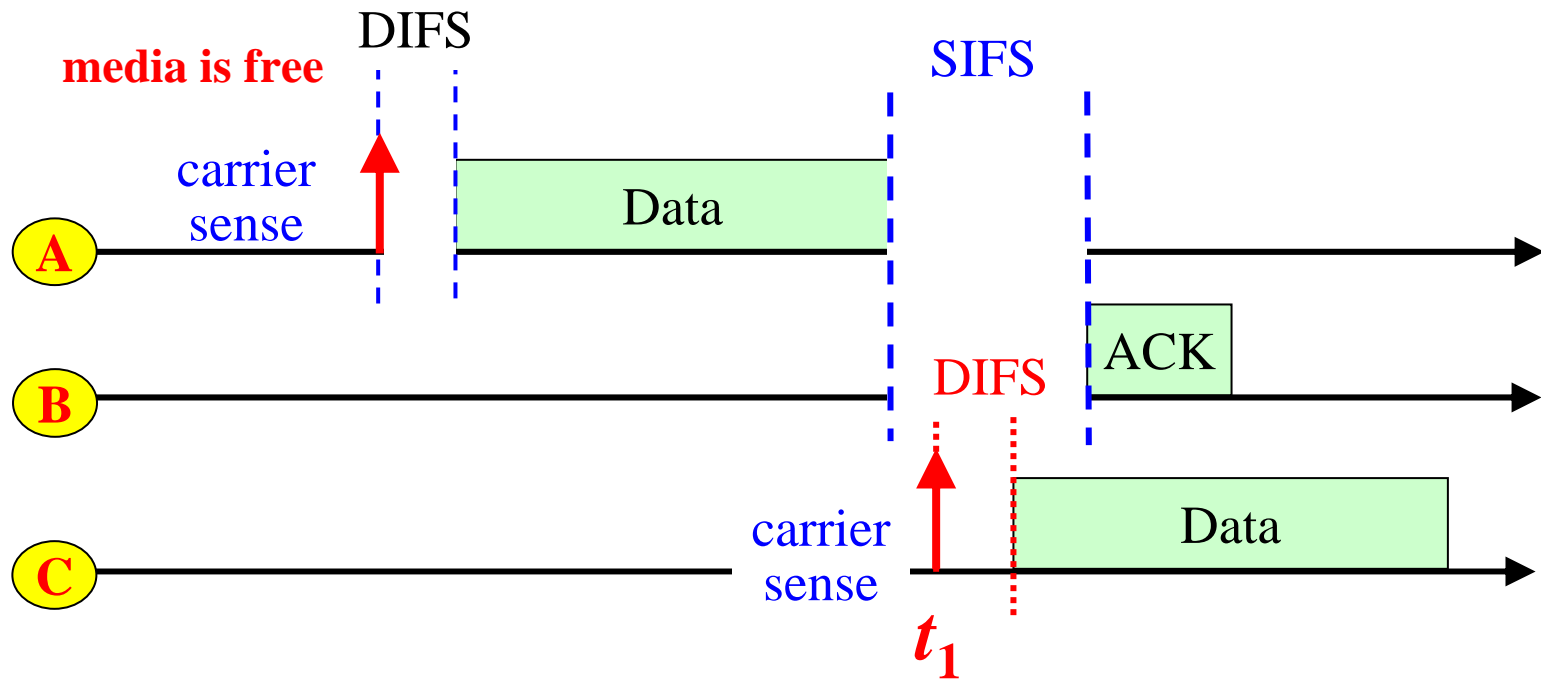 DIFS
media is free
SIFS
carrier
sense
Data
A
ACK
DIFS
B
carrier
sense
Data
C
t1